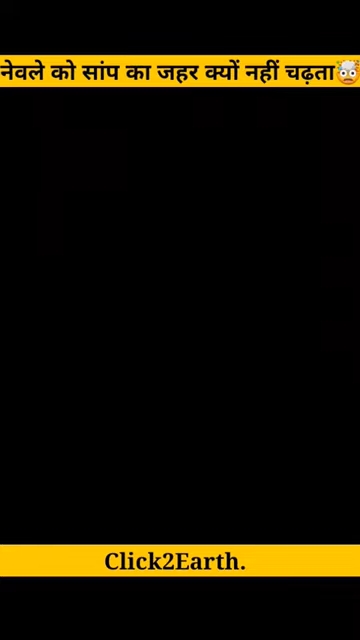 नेवले को सांप का जहर क्यों नहीं चढ़ता🤯
Click2Earth.